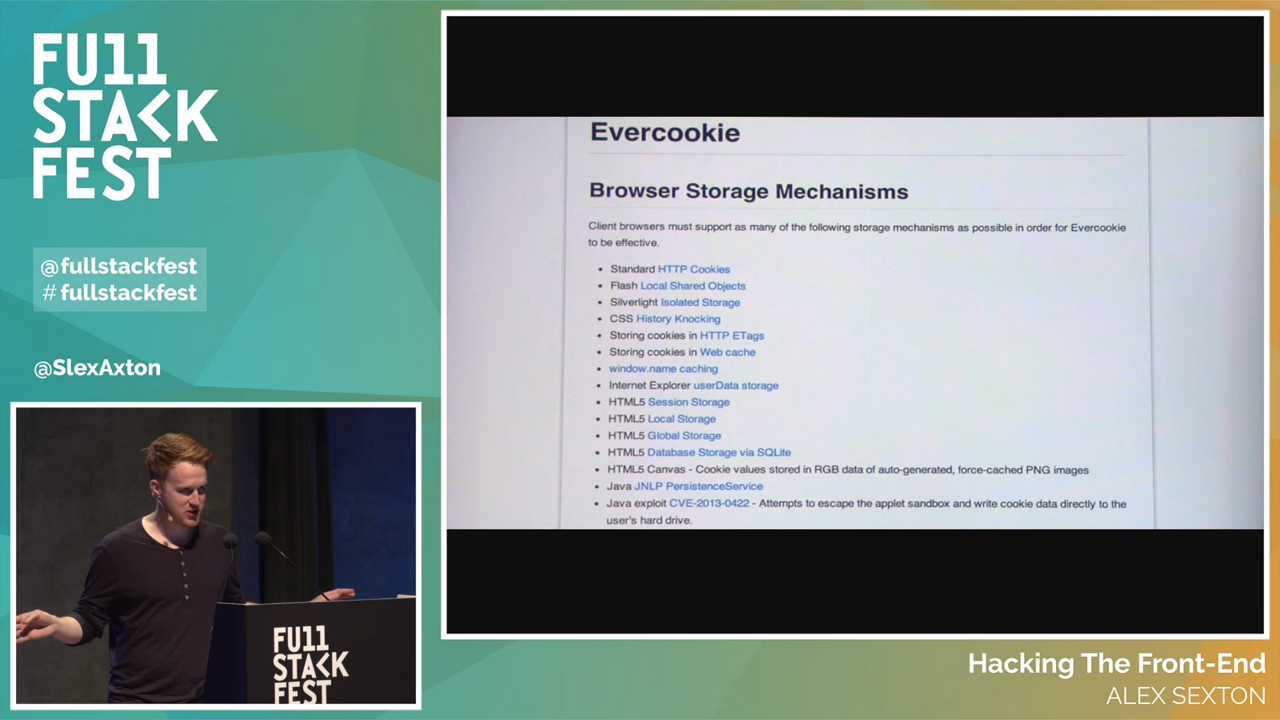 FU11
STACK
FEST
@fullstackfest
# fullstackfest
@SlexAxton
FU11
STACK
FEST
Evercookie
Browser Storage Mechanisms
Client browsers must support as many of the following storage mechanisms as possible in order for Evercookie
to be effective.
• Standard HTTP Cookies
• Flash Local Shared Objects
• Silverlight Isolated Storage
• CSS History Knocking
• Storing cookies in HTTP ETags
• Storing cookies in Web cache
• window.name caching
• Internet Explorer userData storage
• HTML5 Session Storage
• HTML5 Local Storage
• HTML5 Global Storage
• HTML5 Database Storage via SQLite
• HTML5 Canvas - Cookie values stored in RGB data of auto-generated, force-cached PNG images
• Java JNLP PersistenceService
• Java exploit CVE-2013-0422 - Attempts to escape the applet sandbox and write cookie data directly to the
user's hard drive.
Hacking The Front-End
ALEX SEXTON